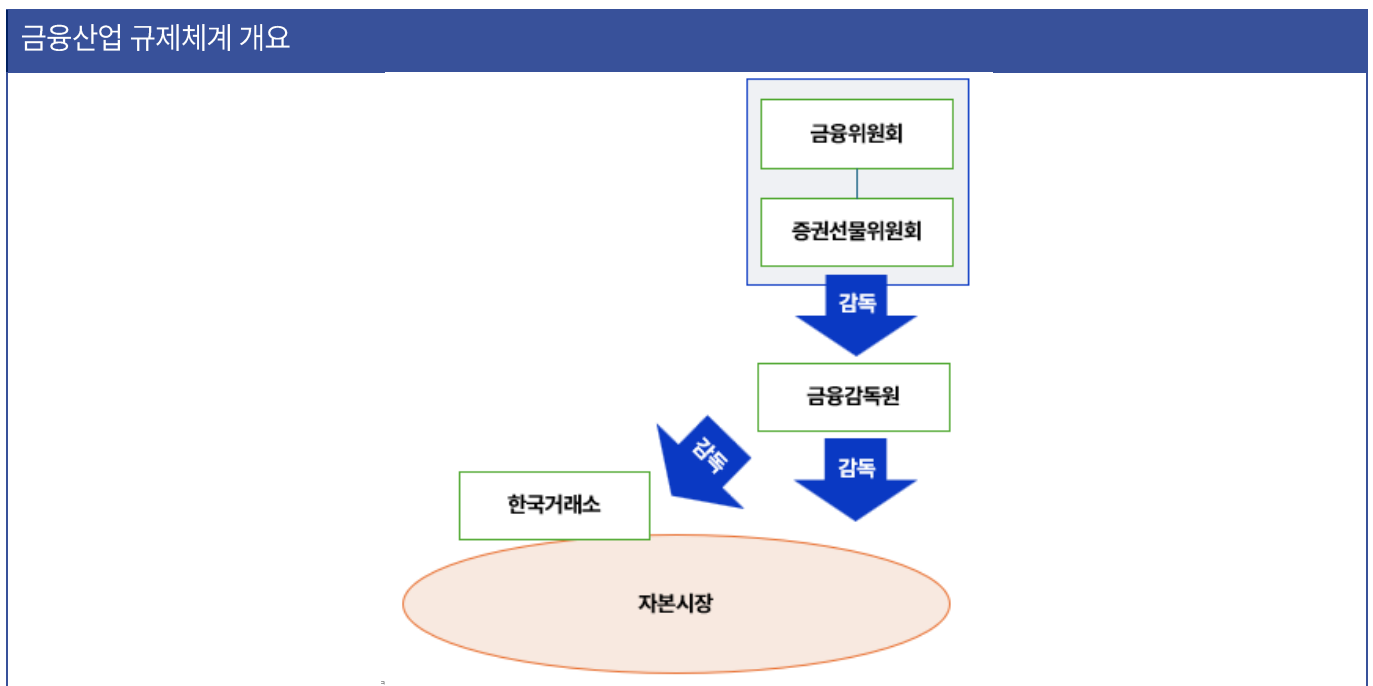 금융산업 규제체계 개요
금융위원회
증권선물위원회
감독
금융감독원
감독
감독
한국거래소
자본시장